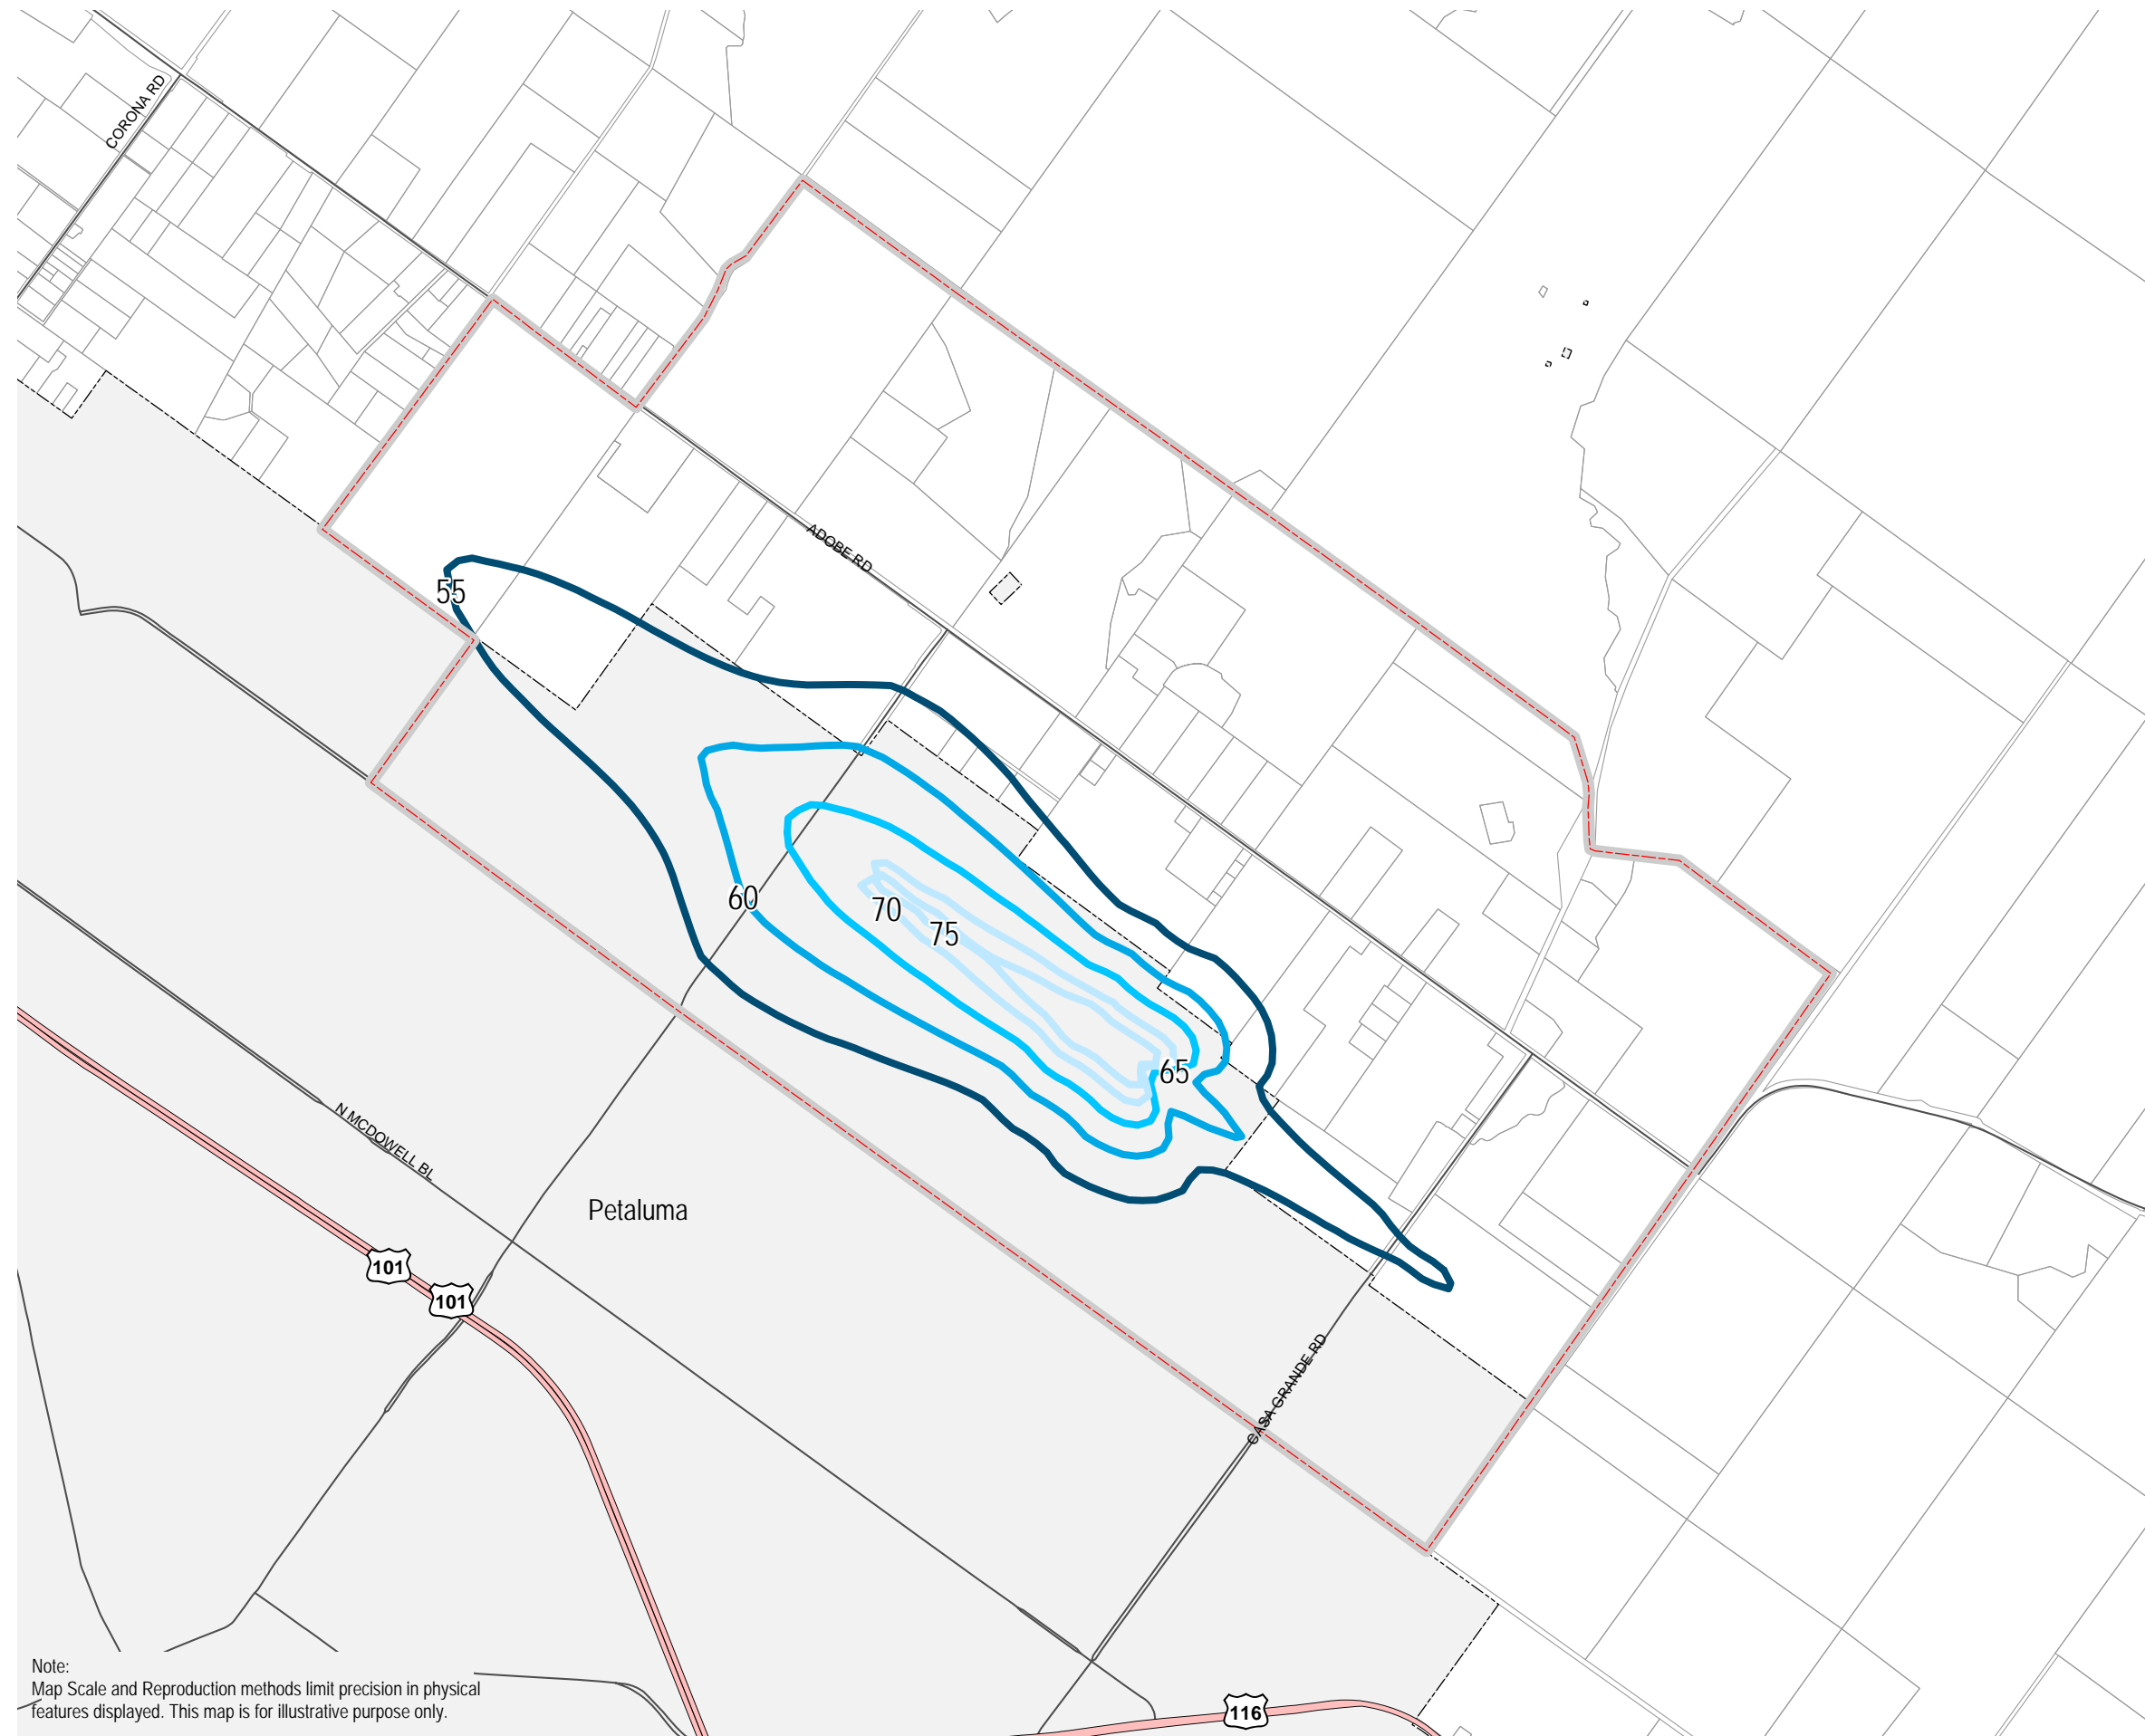 CORONA RD
ADOBE RD
55
60
70
75
65
N MCDOWELL BL
Petaluma
101
101
CASA GRANDE RD
Note:
Map Scale and Reproduction methods limit precision in physical
features displayed. This map is for illustrative purpose only.
116